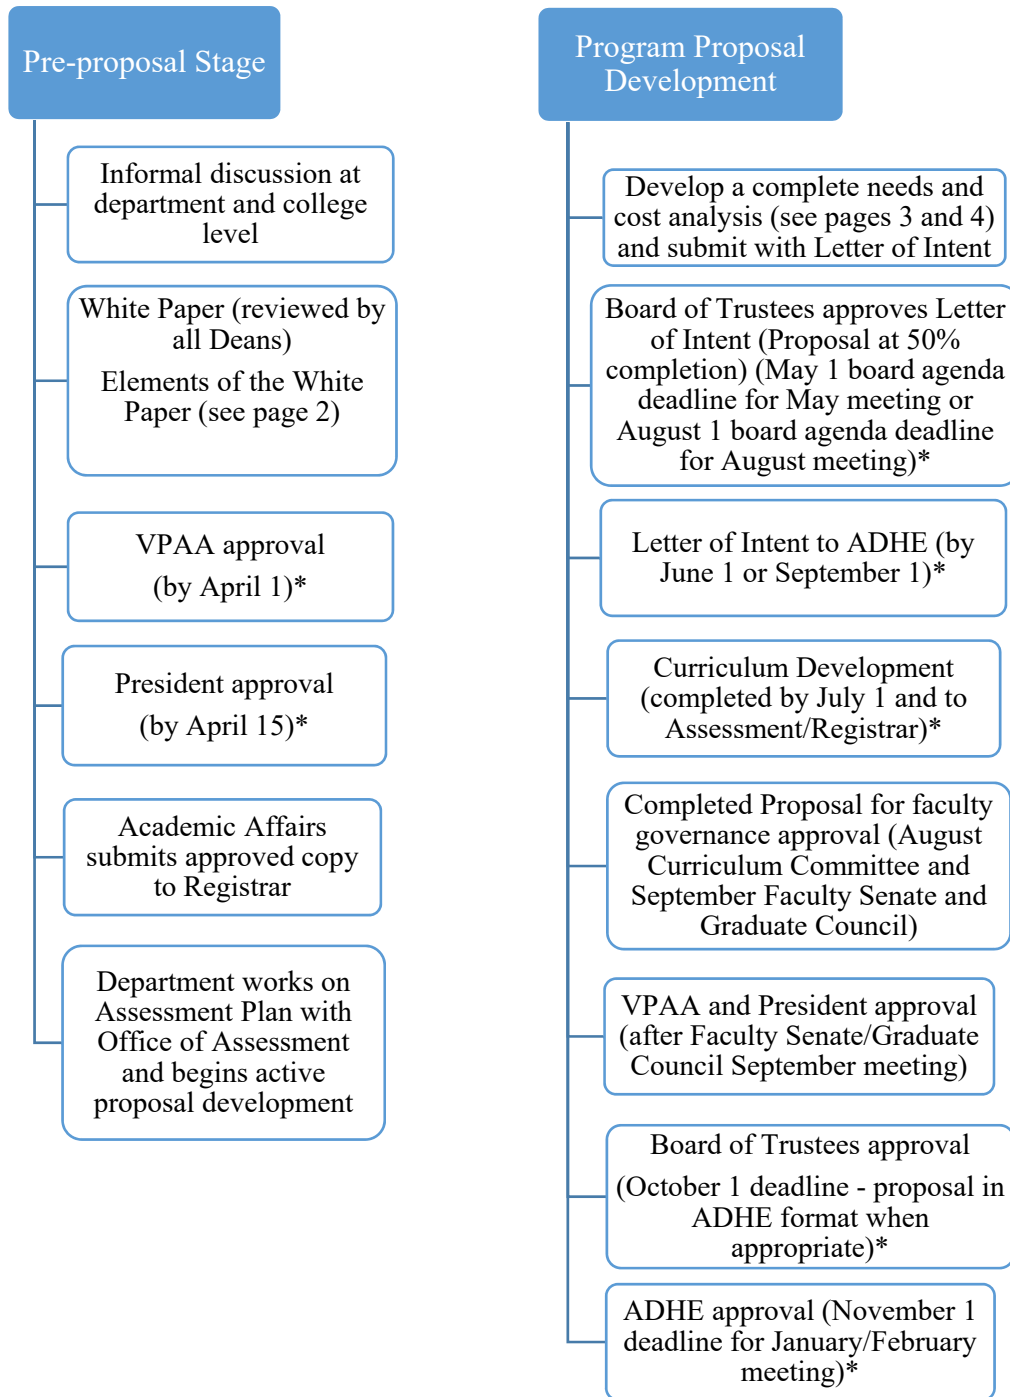 Pre-proposal Stage
Informal discussion at
department and college
level
White Paper (reviewed by
all Deans)
Elements of the White
Paper (see page 2)
VPAA approval
(by April 1)*
President approval
(by April 15)*
Academic Affairs
submits approved copy
to Registrar
Department works on
Assessment Plan with
Office of Assessment
and begins active
proposal development
Program Proposal
Development
Develop a complete needs and
cost analysis (see pages 3 and 4)
and submit with Letter of Intent
Board of Trustees approves Letter
of Intent (Proposal at 50%
completion) (May 1 board agenda
deadline for May meeting or
August 1 board agenda deadline
for August meeting)*
Letter of Intent to ADHE (by
June 1 or September 1)*
Curriculum Development
(completed by July 1 and to
Assessment/Registrar)*
Completed Proposal for faculty
governance approval (August
Curriculum Committee and
September Faculty Senate and
Graduate Council)
VPAA and President approval
(after Faculty Senate/Graduate
Council September meeting)
Board of Trustees approval
(October 1 deadline - proposal in
ADHE format when
appropriate)*
ADHE approval (November 1
deadline for January/February
meeting)*